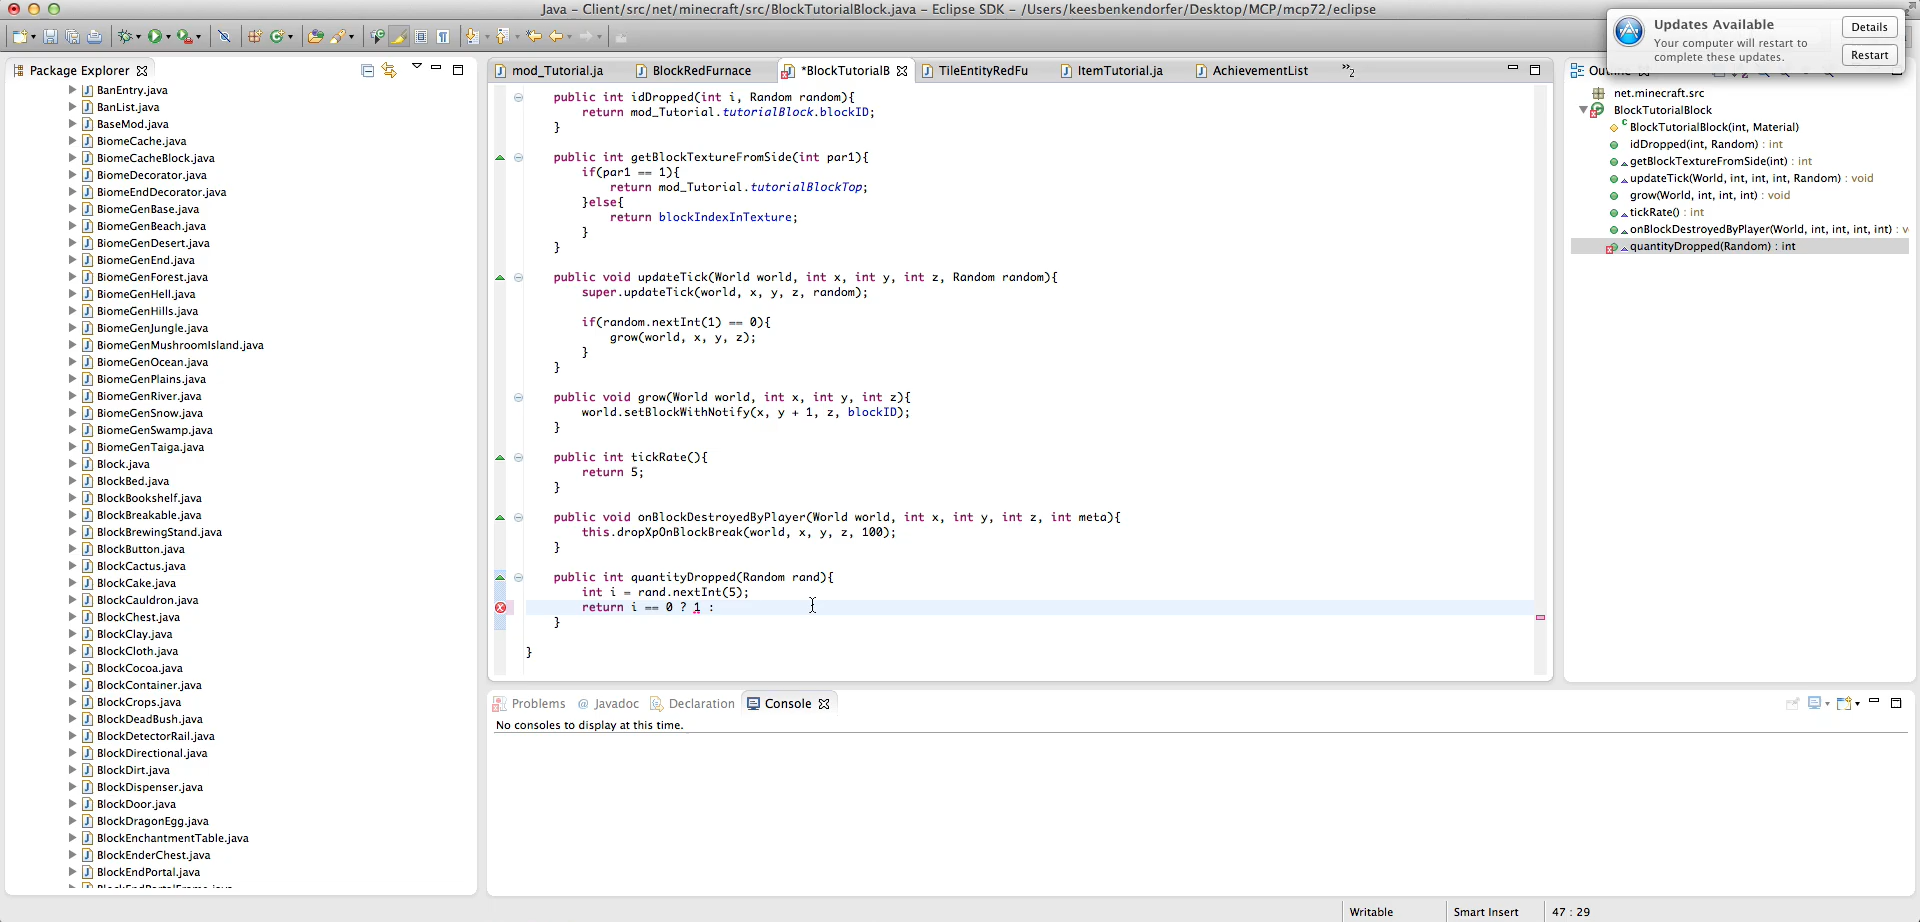 Java – Client/src/net/minecraft/src/BlockTutorialBlock.java – Eclipse SDK – /Users/keesbenkendorfer/Desktop/MCP/mcp72/eclipse
Updates Available
Your computer will restart to
complete these updates.
Details
Restart
Package Explorer
BanEntry.java
BanList.java
BaseMod.java
BiomeCache.java
BiomeCacheBlock.java
BiomeDecorator.java
BiomeEndDecorator.java
BiomeGenBase.java
BiomeGenBeach.java
BiomeGenDesert.java
BiomeGenEnd.java
BiomeGenForest.java
BiomeGenHell.java
BiomeGenHills.java
BiomeGenJungle.java
BiomeGenMushroomIsland.java
BiomeGenOcean.java
BiomeGenPlains.java
BiomeGenRiver.java
BiomeGenSnow.java
BiomeGenSwamp.java
BiomeGenTaiga.java
Block.java
BlockBed.java
BlockBookshelf.java
BlockBreakable.java
BlockBrewingStand.java
BlockButton.java
BlockCactus.java
BlockCake.java
BlockCauldron.java
BlockChest.java
BlockClay.java
BlockCloth.java
BlockCocoa.java
BlockContainer.java
BlockCrops.java
BlockDeadBush.java
BlockDetectorRail.java
BlockDirectional.java
BlockDirt.java
BlockDispenser.java
BlockDoor.java
BlockDragonEgg.java
BlockEnchantmentTable.java
BlockEnderChest.java
BlockEndPortal.java
BlockEndPortalFrame.java
mod_Tutorial.ja
BlockRedFurnace
*BlockTutorialB
TileEntityRedFu
ItemTutorial.ja
AchievementList
»2
public int idDropped(int i, Random random){
return mod_Tutorial.tutorialBlock.blockID;
}
public int getBlockTextureFromSide(int par1){
if(par1 == 1){
return mod_Tutorial.tutorialBlockTop;
}else{
return blockIndexInTexture;
}
}
public void updateTick(World world, int x, int y, int z, Random random){
super.updateTick(world, x, y, z, random);
if(random.nextInt(1) == 0){
grow(world, x, y, z);
}
}
public void grow(World world, int x, int y, int z){
world.setBlockWithNotify(x, y + 1, z, blockID);
}
public int tickRate(){
return 5;
}
public void onBlockDestroyedByPlayer(World world, int x, int y, int z, int meta){
this.dropXpOnBlockBreak(world, x, y, z, 100);
}
public int quantityDropped(Random rand){
int i = rand.nextInt(5);
return i == 0 ? 1 :
}
}
Outline
net.minecraft.src
BlockTutorialBlock
BlockTutorialBlock(int, Material)
idDropped(int, Random) : int
getBlockTextureFromSide(int) : int
updateTick(World, int, int, int, Random) : void
grow(World, int, int, int) : void
tickRate() : int
onBlockDestroyedByPlayer(World, int, int, int, int) : v
quantityDropped(Random) : int
Problems
@ Javadoc
Declaration
Console
No consoles to display at this time.
Writable
Smart Insert
47 : 29